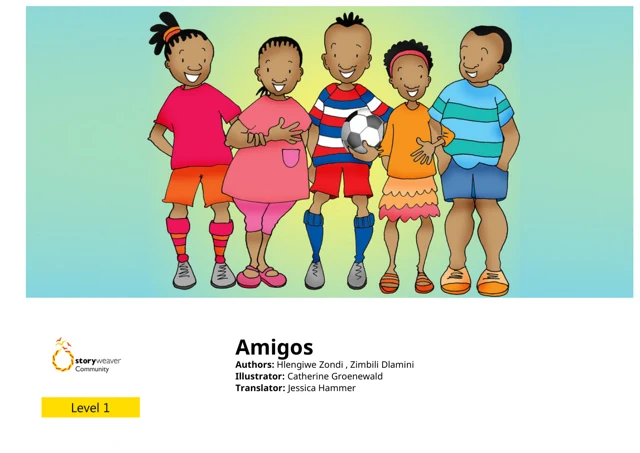 storyweaver
Community
Level 1
Amigos
Authors: Hlengiwe Zondi , Zimbili Dlamini
Illustrator: Catherine Groenewald
Translator: Jessica Hammer